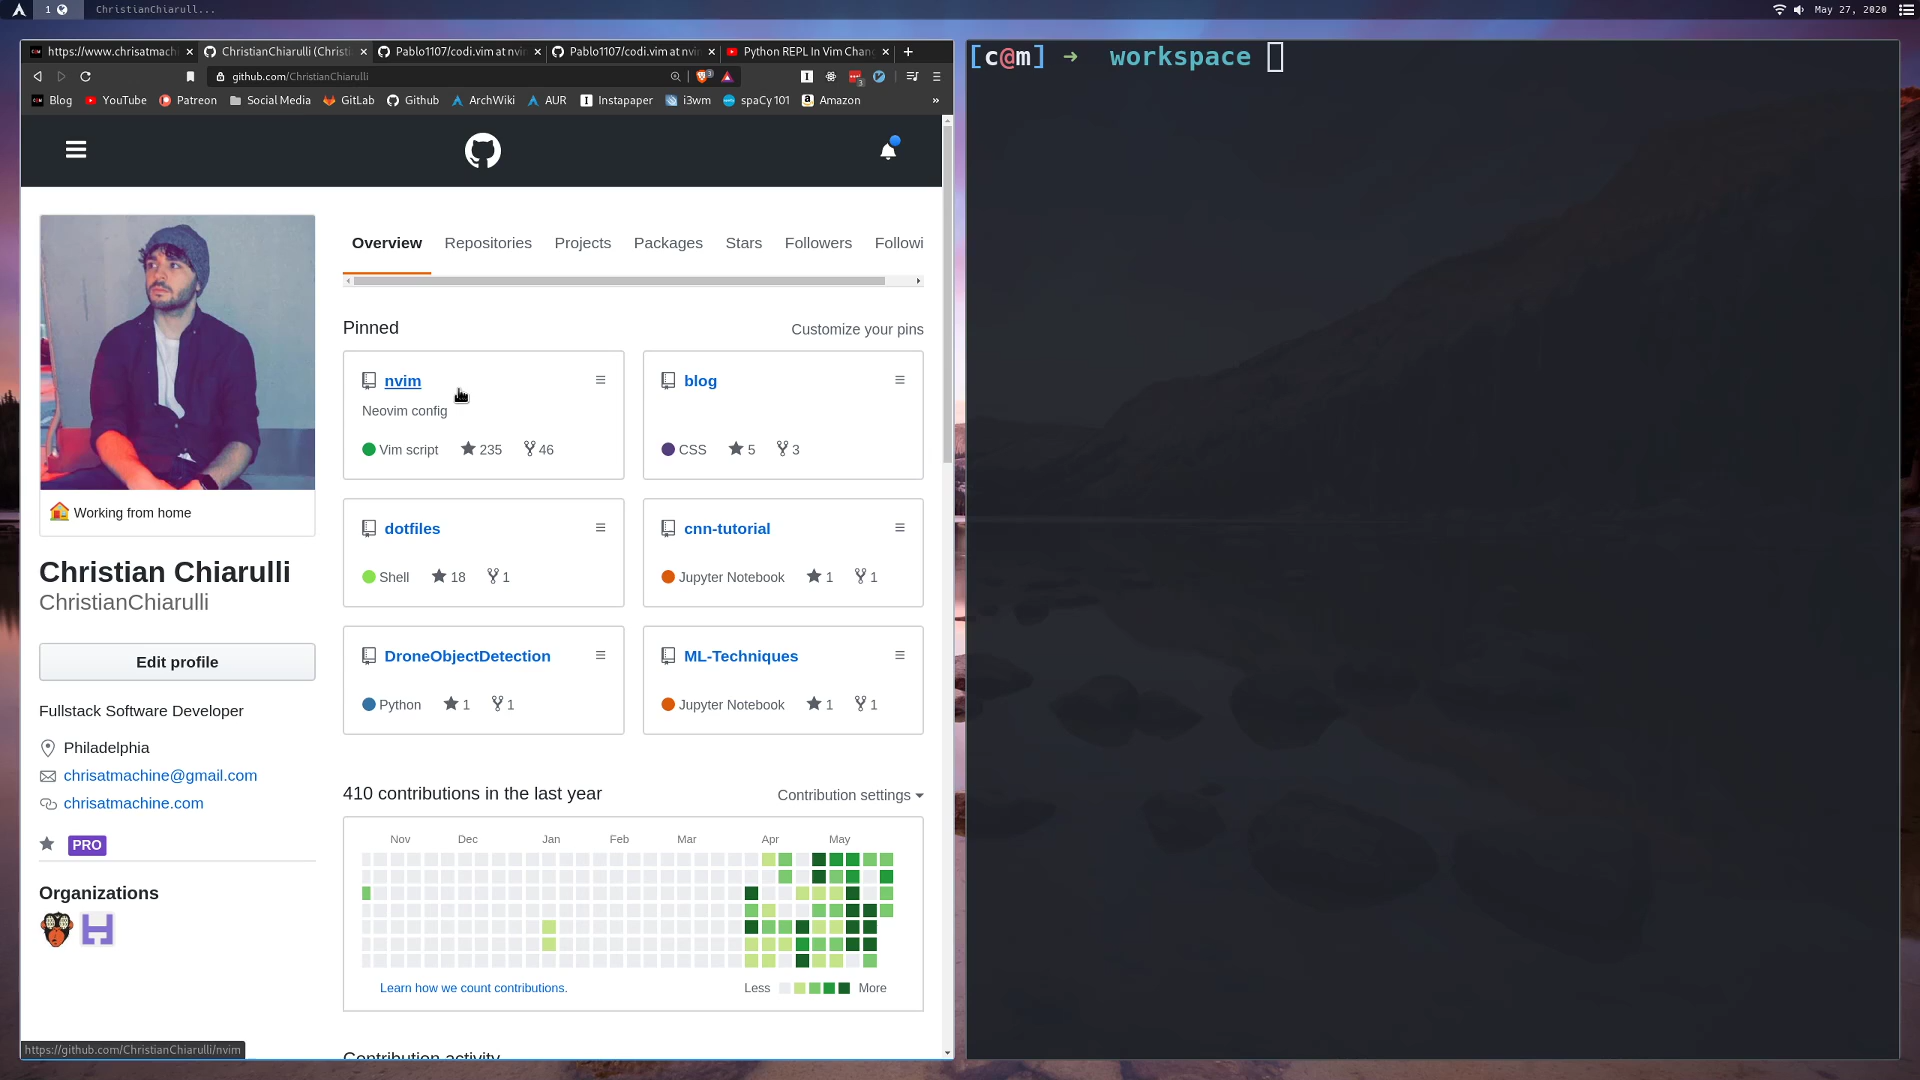 1
ChristianChiarull...
May 27, 2020
https://www.chrisatmach
ChristianChiarulli (Christi
Pablo1107/codi.vim at nvi
Pablo1107/codi.vim at nvi
Python REPL In Vim Chan
github.com/ChristianChiarulli
Blog
YouTube
Patreon
Social Media
GitLab
Github
ArchWiki
AUR
Instapaper
i3wm
spaCy 101
Amazon
[c@m] → workspace
Overview
Repositories
Projects
Packages
Stars
Followers
Followi
Pinned
Customize your pins
nvim
Neovim config
Vim script 235 46
blog
CSS 5 3
dotfiles
Shell 18 1
cnn-tutorial
Jupyter Notebook 1 1
DroneObjectDetection
Python 1 1
ML-Techniques
Jupyter Notebook 1 1
Working from home
Christian Chiarulli
ChristianChiarulli
Edit profile
Fullstack Software Developer
Philadelphia
chrisatmachine@gmail.com
chrisatmachine.com
PRO
Organizations
410 contributions in the last year
Contribution settings
Nov Dec Jan Feb Mar Apr May
Learn how we count contributions.
Less More
Contribution activity
https://github.com/ChristianChiarulli/nvim